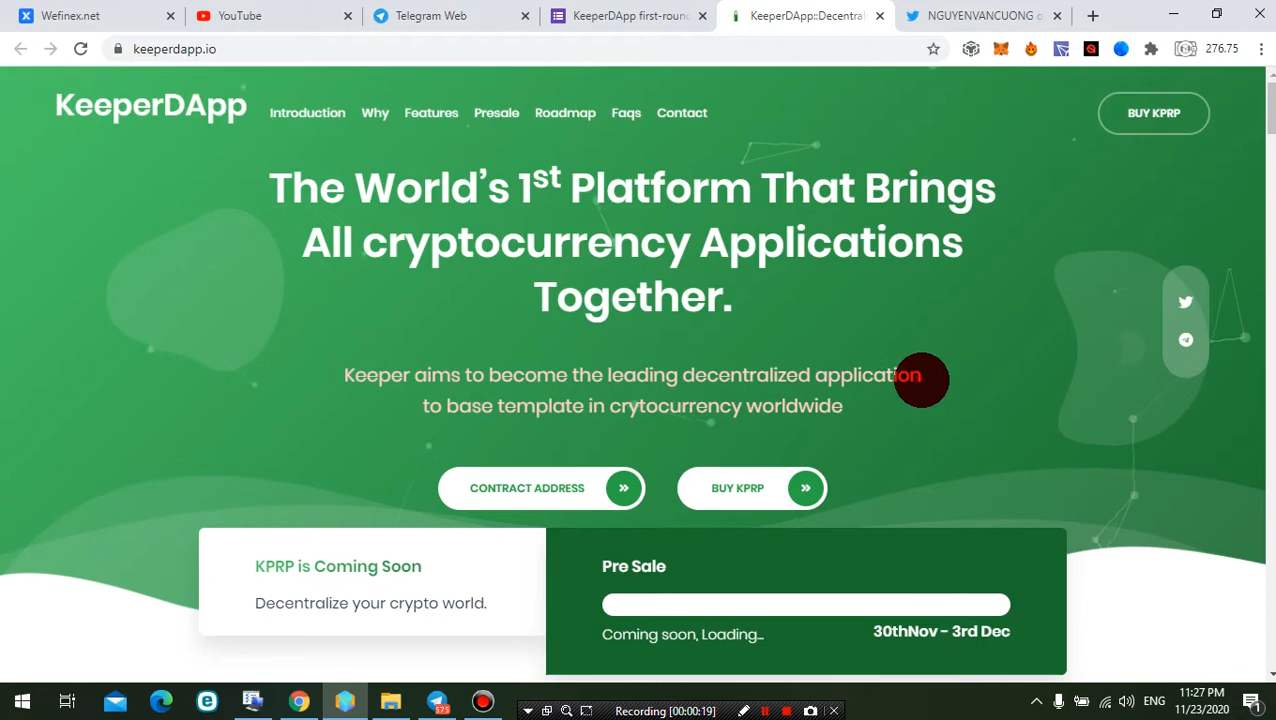 Wefinex.net
YouTube
Telegram Web
KeeperDApp first-roun
KeeperDApp::Decentral
NGUYENVANCUONG o
keeperdapp.io
276.75
KeeperDApp
Introduction
Why
Features
Presale
Roadmap
Faqs
Contact
BUY KPRP
The World's 1st Platform That Brings
All cryptocurrency Applications
Together.
Keeper aims to become the leading decentralized application
to base template in crytocurrency worldwide
CONTRACT ADDRESS
BUY KPRP
KPRP is Coming Soon
Decentralize your crypto world.
Pre Sale
Coming soon, Loading...
30thNov - 3rd Dec
575
Recording [00:00:19]
ENG
11:27 PM
11/23/2020
1